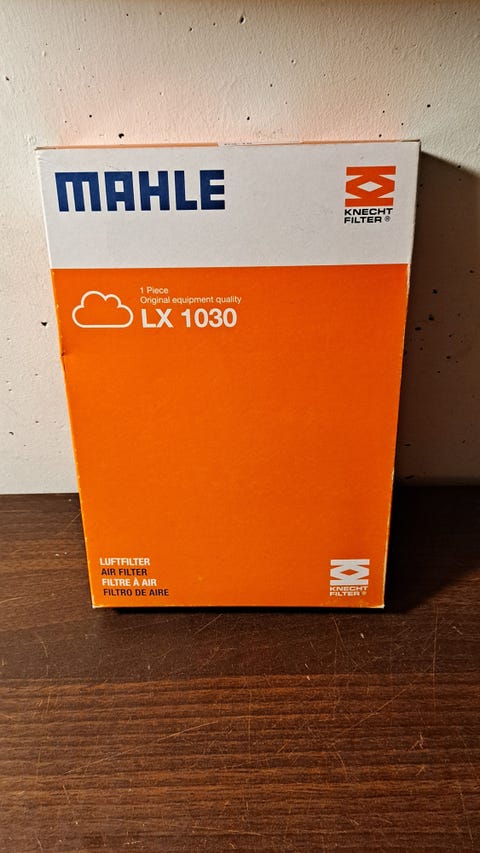 MAHLE
KNECHT
FILTER ®
1 Piece
Original equipment quality
LX 1030
LUFTFILTER
AIR FILTER
FILTRE À AIR
FILTRO DE AIRE
KNECHT
FILTER ®